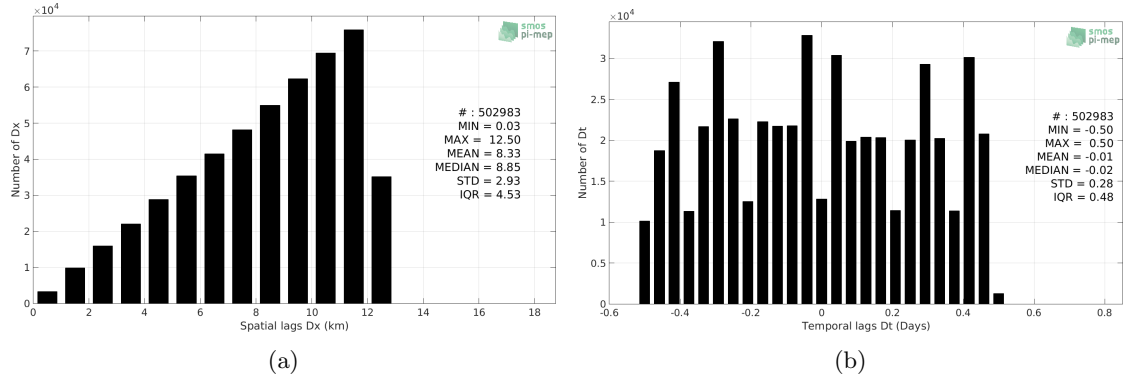 ×10⁴
smos
pi-mep
7
6
5
4
3
2
1
0
Number of Dx
# : 502983
MIN = 0.03
MAX = 12.50
MEAN = 8.33
MEDIAN = 8.85
STD = 2.93
IQR = 4.53
0 2 4 6 8 10 12 14 16 18
Spatial lags Dx (km)
(a)
×10⁴
smos
pi-mep
3
2.5
2
1.5
1
0.5
0
Number of Dt
# : 502983
MIN = -0.50
MAX = 0.50
MEAN = -0.01
MEDIAN = -0.02
STD = 0.28
IQR = 0.48
-0.6 -0.4 -0.2 0 0.2 0.4 0.6 0.8
Temporal lags Dt (Days)
(b)